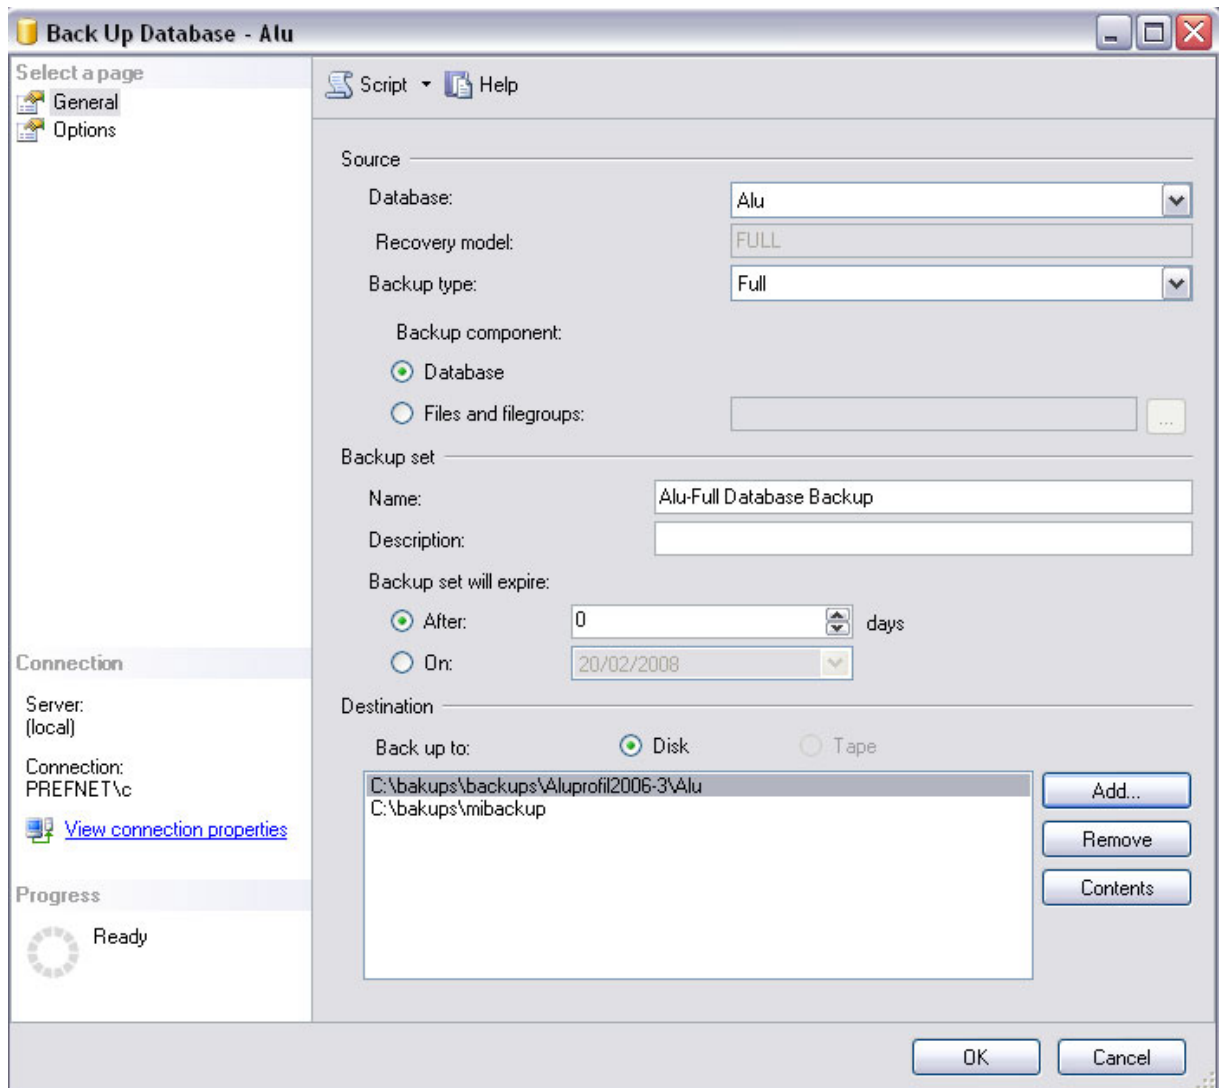 Back Up Database - Alu
Select a page
General
Options
Script Help
Source
Database: Alu
Recovery model: FULL
Backup type: Full
Backup component:
Database
Files and filegroups: ...
Backup set
Name: Alu-Full Database Backup
Description:
Backup set will expire:
After: 0 days
On: 20/02/2008
Connection
Server:
(local)
Connection:
PREFNET\c
View connection properties
Progress
Ready
Destination
Back up to: Disk Tape
C:\bakups\backups\Aluprofil2006-3\Alu
C:\bakups\mibackup
Add...
Remove
Contents
OK Cancel